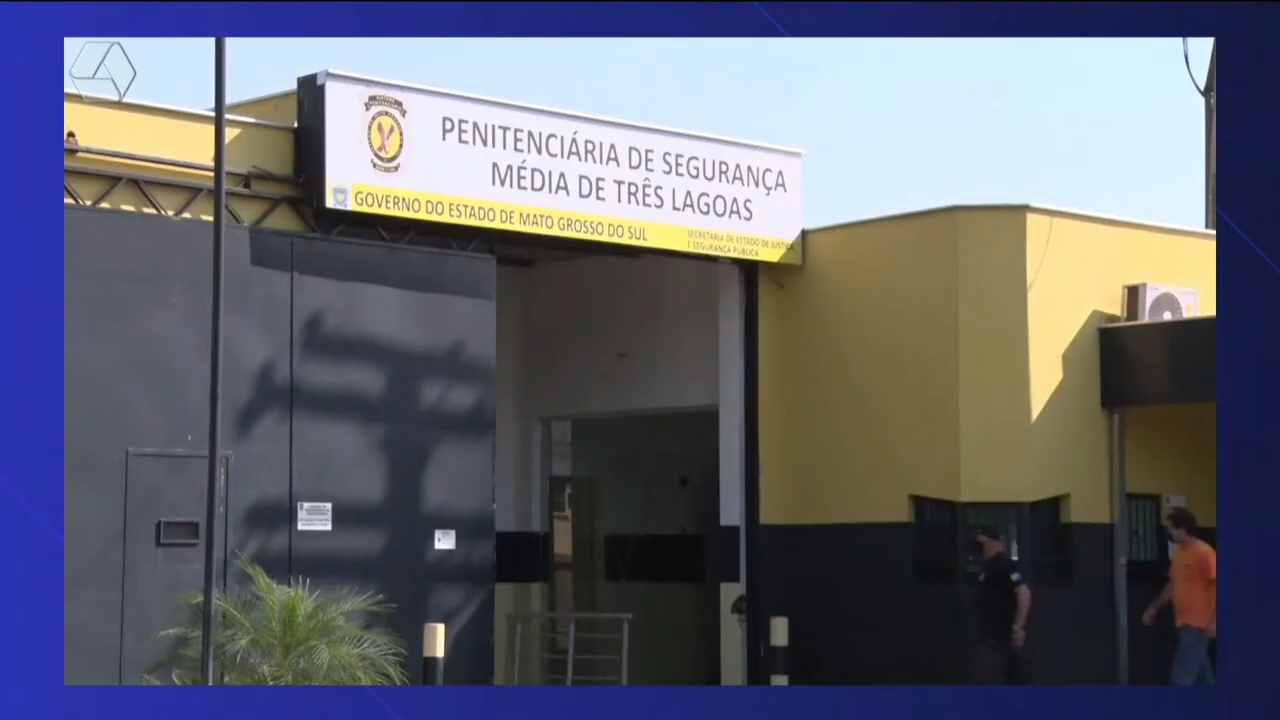 PENITENCIÁRIA DE SEGURANÇA
MÉDIA DE TRÊS LAGOAS
GOVERNO DO ESTADO DE MATO GROSSO DO SUL
SECRETARIA DE ESTADO DE JUSTIÇA
E SEGURANÇA PÚBLICA